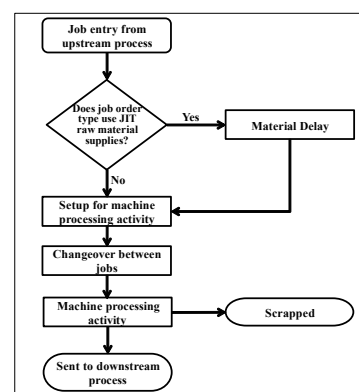 Job entry from
upstream process
Does job order
type use JIT
raw material
supplies?
Yes
Material Delay
No
Setup for machine
processing activity
Changeover between
jobs
Machine processing
activity
Scrapped
Sent to downstream
process